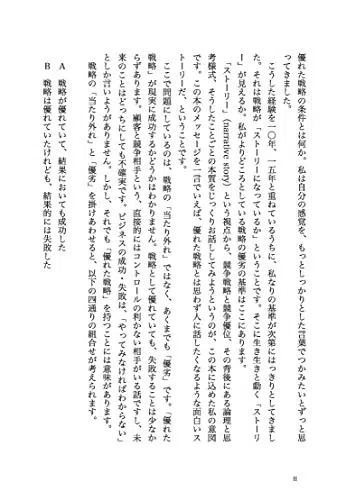 優れた戦略の条件とは何か。私は自分の感覚を、もっとしっかりとした言葉でつかみたいとずっと思
ってきました。
こうした経験を一〇年、一五年と重ねているうちに、私なりの基準が次第にはっきりとしてきまし
た。それは戦略が「ストーリーになっているか」ということです。そこに生き生きと動く「ストーリ
ー」が見えるか。私がよりどころとしている戦略の優劣の基準はここにあります。
「ストーリー」(narrative story)という視点から、競争戦略と競争優位、その背後にある論理と思
考様式、そうしたことごとの本質をじっくりお話ししてみようというのが、この本に込めた私の意図
です。この本のメッセージを一言でいえば、優れた戦略とは思わず人に話したくなるような面白いス
トーリーだ、ということです。
ここで問題にしているのは、戦略の「当たり外れ」ではなく、あくまでも「優劣」です。「優れた
戦略」が現実に成功するかどうかはわかりません。戦略として優れていても、失敗することは少なか
らずあります。顧客と競争相手という、直接的にはコントロールの利かない相手がいる話ですし、未
来のことはどっちにしても不確実です。ビジネスの成功・失敗は、「やってみなければわからない」
としか言いようがありません。しかし、それでも「優れた戦略」を持つことには意味があります。
戦略の「当たり外れ」と「優劣」を掛けあわせると、以下の四通りの組合せが考えられます。
A 戦略が優れていて、結果においても成功した
B 戦略は優れていたけれども、結果的には失敗した